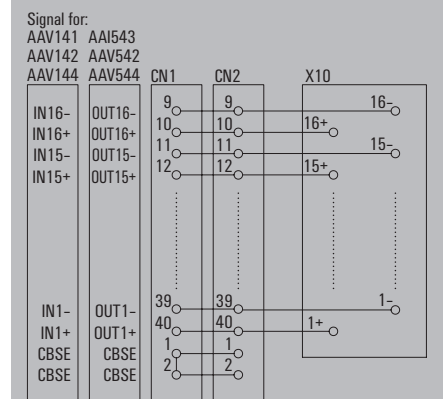 Signal for:
AAV141 AAI543
AAV142 AAV542
AAV144 AAV544 CN1 CN2 X10
IN16– OUT16– 9 9 16–
IN16+ OUT16+ 10 10 16+
IN15– OUT15– 11 11 15–
IN15+ OUT15+ 12 12 15+
IN1– OUT1– 39 39 1–
IN1+ OUT1+ 40 40 1+
CBSE CBSE 1 1
CBSE CBSE 2 2